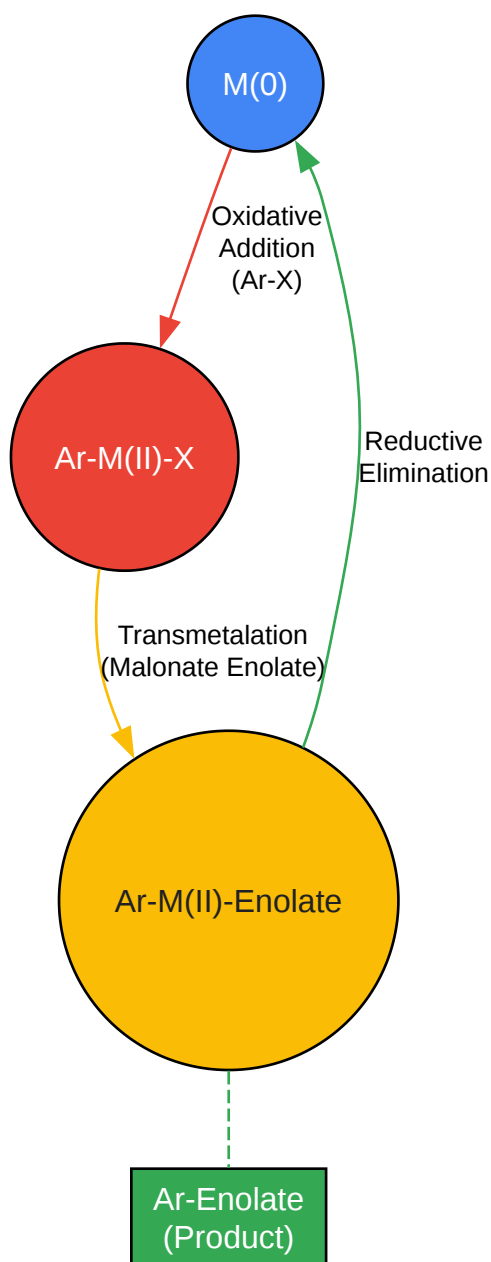 M(0)
Oxidative
Addition
(Ar-X)
Ar-M(II)-X
Reductive
Elimination
Transmetalation
(Malonate Enolate)
Ar-M(II)-Enolate
Ar-Enolate
(Product)